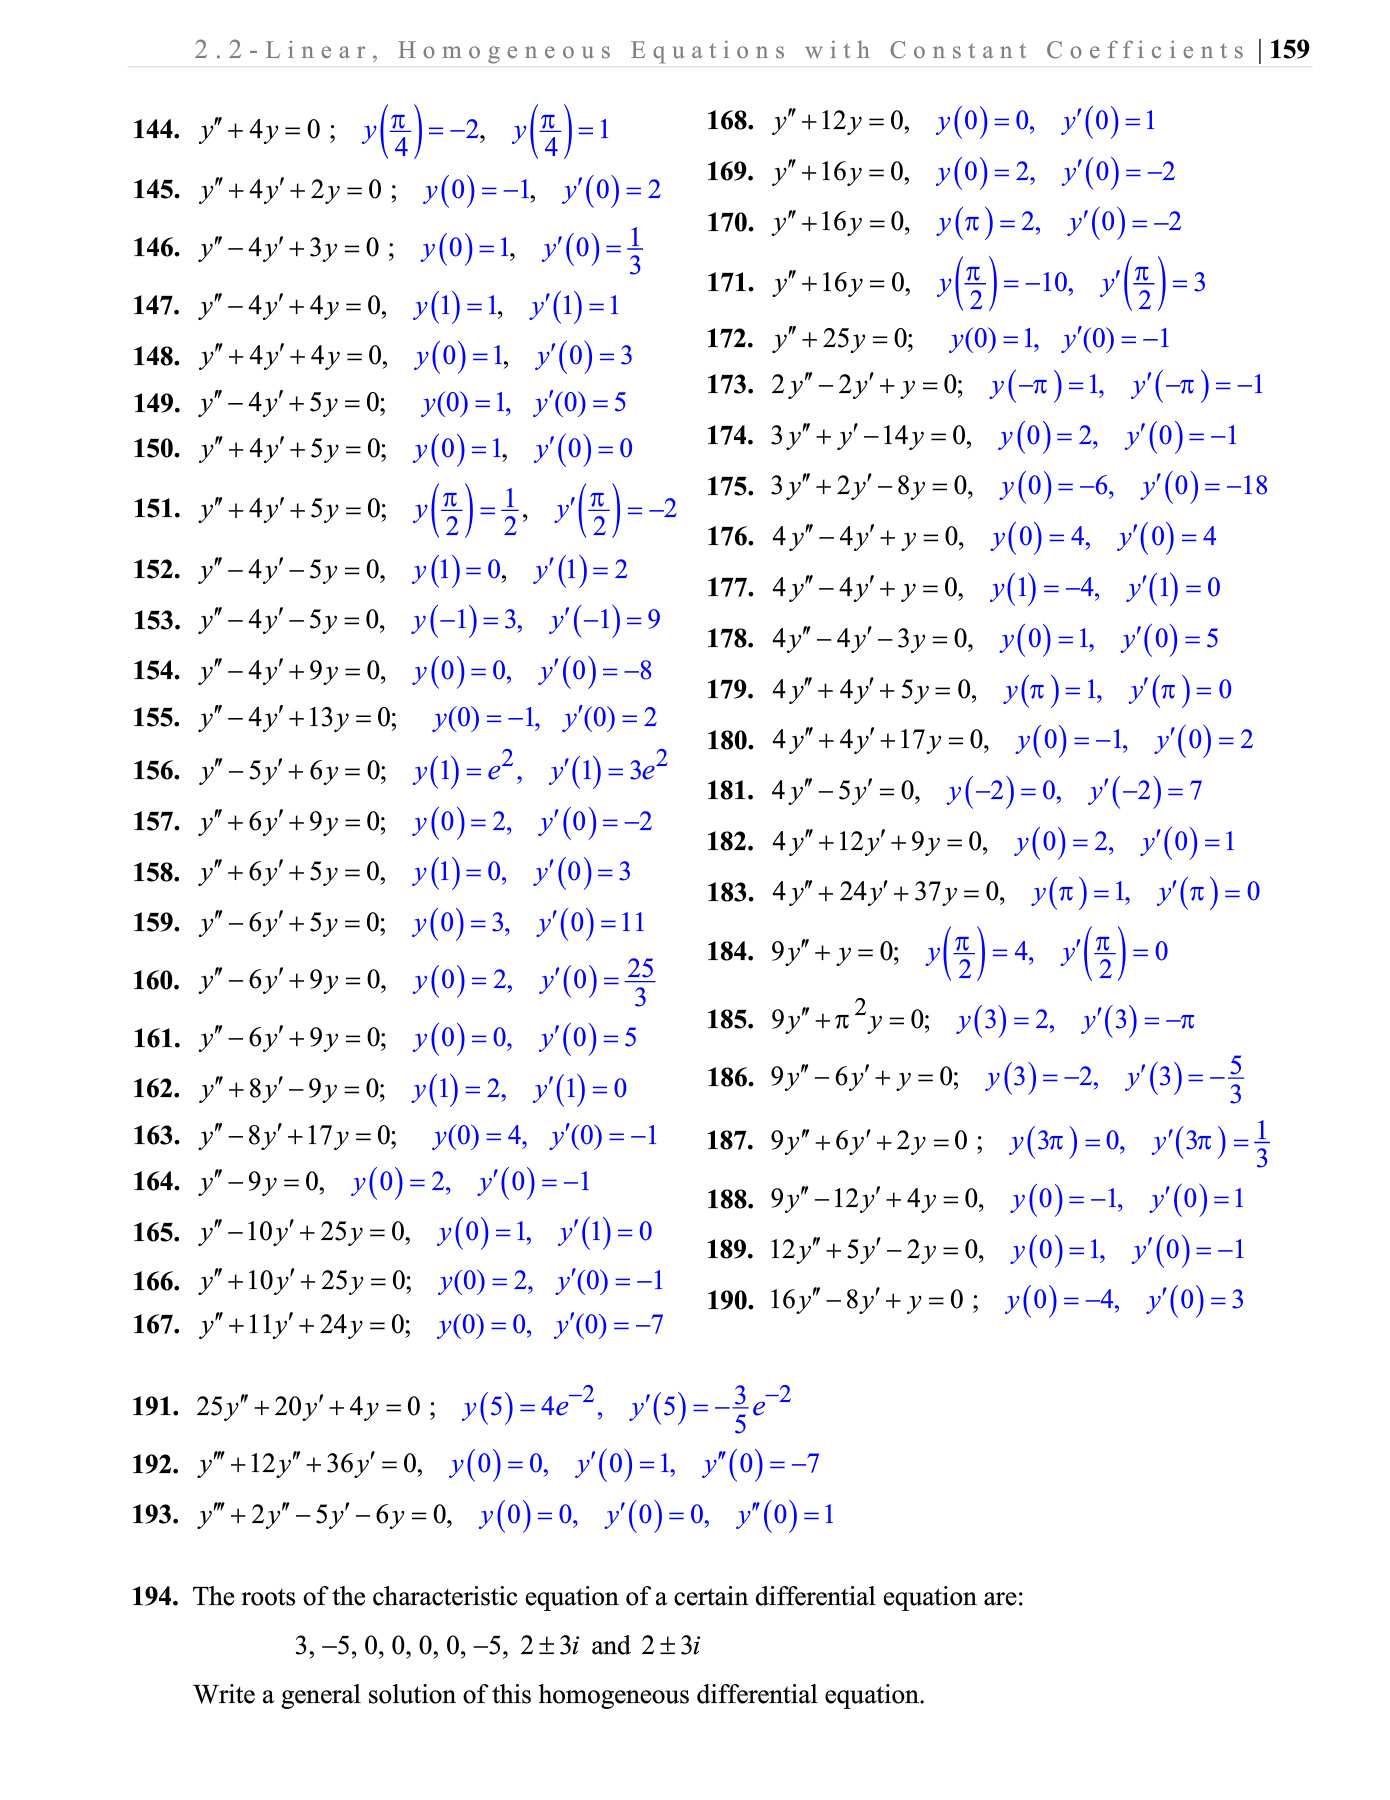 2.2-Linear, Homogeneous Equations with Constant Coefficients | 159
144. y″ + 4y = 0 ; y(π/4) = −2, y(π/4) = 1
145. y″ + 4y′ + 2y = 0 ; y(0) = −1, y′(0) = 2
146. y″ − 4y′ + 3y = 0 ; y(0) = 1, y′(0) = 1/3
147. y″ − 4y′ + 4y = 0, y(1) = 1, y′(1) = 1
148. y″ + 4y′ + 4y = 0, y(0) = 1, y′(0) = 3
149. y″ − 4y′ + 5y = 0; y(0) = 1, y′(0) = 5
150. y″ + 4y′ + 5y = 0; y(0) = 1, y′(0) = 0
151. y″ + 4y′ + 5y = 0; y(π/2) = 1/2, y′(π/2) = −2
152. y″ − 4y′ − 5y = 0, y(1) = 0, y′(1) = 2
153. y″ − 4y′ − 5y = 0, y(−1) = 3, y′(−1) = 9
154. y″ − 4y′ + 9y = 0, y(0) = 0, y′(0) = −8
155. y″ − 4y′ + 13y = 0; y(0) = −1, y′(0) = 2
156. y″ − 5y′ + 6y = 0; y(1) = e², y′(1) = 3e²
157. y″ + 6y′ + 9y = 0; y(0) = 2, y′(0) = −2
158. y″ + 6y′ + 5y = 0, y(1) = 0, y′(0) = 3
159. y″ − 6y′ + 5y = 0; y(0) = 3, y′(0) = 11
160. y″ − 6y′ + 9y = 0, y(0) = 2, y′(0) = 25/3
161. y″ − 6y′ + 9y = 0; y(0) = 0, y′(0) = 5
162. y″ + 8y′ − 9y = 0; y(1) = 2, y′(1) = 0
163. y″ − 8y′ + 17y = 0; y(0) = 4, y′(0) = −1
164. y″ − 9y = 0, y(0) = 2, y′(0) = −1
165. y″ − 10y′ + 25y = 0, y(0) = 1, y′(1) = 0
166. y″ + 10y′ + 25y = 0; y(0) = 2, y′(0) = −1
167. y″ + 11y′ + 24y = 0; y(0) = 0, y′(0) = −7
168. y″ + 12y = 0, y(0) = 0, y′(0) = 1
169. y″ + 16y = 0, y(0) = 2, y′(0) = −2
170. y″ + 16y = 0, y(π) = 2, y′(0) = −2
171. y″ + 16y = 0, y(π/2) = −10, y′(π/2) = 3
172. y″ + 25y = 0; y(0) = 1, y′(0) = −1
173. 2y″ − 2y′ + y = 0; y(−π) = 1, y′(−π) = −1
174. 3y″ + y′ − 14y = 0, y(0) = 2, y′(0) = −1
175. 3y″ + 2y′ − 8y = 0, y(0) = −6, y′(0) = −18
176. 4y″ − 4y′ + y = 0, y(0) = 4, y′(0) = 4
177. 4y″ − 4y′ + y = 0, y(1) = −4, y′(1) = 0
178. 4y″ − 4y′ − 3y = 0, y(0) = 1, y′(0) = 5
179. 4y″ + 4y′ + 5y = 0, y(π) = 1, y′(π) = 0
180. 4y″ + 4y′ + 17y = 0, y(0) = −1, y′(0) = 2
181. 4y″ − 5y′ = 0, y(−2) = 0, y′(−2) = 7
182. 4y″ + 12y′ + 9y = 0, y(0) = 2, y′(0) = 1
183. 4y″ + 24y′ + 37y = 0, y(π) = 1, y′(π) = 0
184. 9y″ + y = 0; y(π/2) = 4, y′(π/2) = 0
185. 9y″ + π²y = 0; y(3) = 2, y′(3) = −π
186. 9y″ − 6y′ + y = 0; y(3) = −2, y′(3) = −5/3
187. 9y″ + 6y′ + 2y = 0 ; y(3π) = 0, y′(3π) = 1/3
188. 9y″ − 12y′ + 4y = 0, y(0) = −1, y′(0) = 1
189. 12y″ + 5y′ − 2y = 0, y(0) = 1, y′(0) = −1
190. 16y″ − 8y′ + y = 0 ; y(0) = −4, y′(0) = 3
191. 25y″ + 20y′ + 4y = 0 ; y(5) = 4e⁻², y′(5) = −3/5 e⁻²
192. y‴ + 12y″ + 36y′ = 0, y(0) = 0, y′(0) = 1, y″(0) = −7
193. y‴ + 2y″ − 5y′ − 6y = 0, y(0) = 0, y′(0) = 0, y″(0) = 1
194. The roots of the characteristic equation of a certain differential equation are:
3, −5, 0, 0, 0, 0, −5, 2 ± 3i and 2 ± 3i
Write a general solution of this homogeneous differential equation.